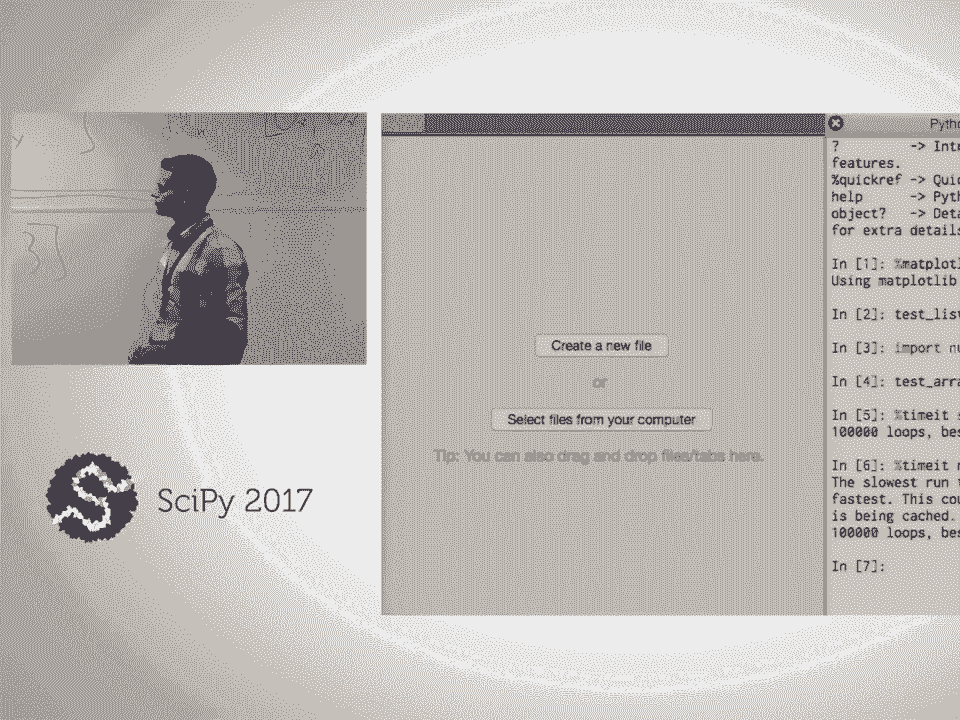 SciPy 2017
Create a new file
or
Select files from your computer
Tip: You can also drag and drop files/tabs here.
Pytho
? -> Intr
features.
%quickref -> Quic
help -> Pyth
object? -> Deta
for extra details
In [1]: %matplotl
Using matplotlib
In [2]: test_list
In [3]: import nu
In [4]: test_arra
In [5]: %timeit s
100000 loops, bes
In [6]: %timeit n
The slowest run t
fastest. This cou
is being cached.
100000 loops, bes
In [7]: